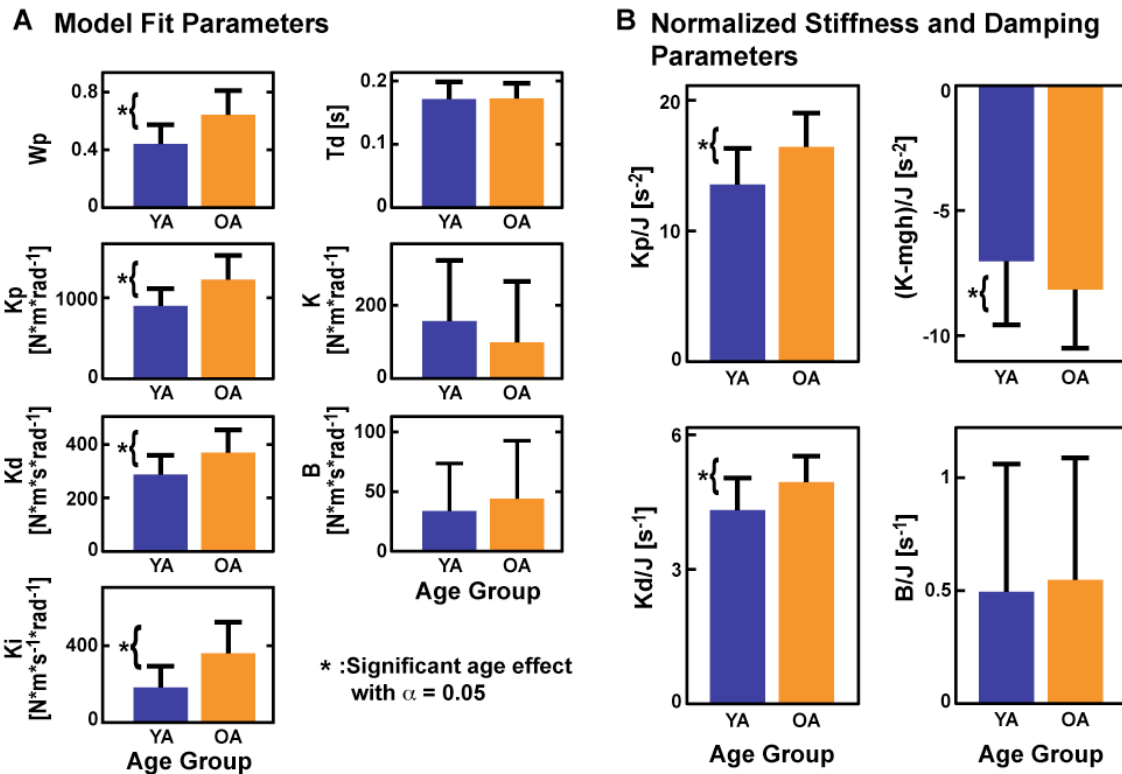 A Model Fit Parameters
0.8
0.4
0
Wp
*{
YA OA
0.2
0.1
0
Td [s]
YA OA
1000
0
Kp
[N*m*rad-1]
*{
YA OA
200
0
K
[N*m*rad-1]
YA OA
400
200
0
Kd
[N*m*s*rad-1]
*{
YA OA
100
50
0
B
[N*m*s*rad-1]
YA OA
Age Group
400
0
Ki
[N*m*s-1*rad-1]
*{
YA OA
Age Group
* :Significant age effect
with α = 0.05
B Normalized Stiffness and Damping
Parameters
20
10
0
Kp/J [s-2]
*{
YA OA
0
-5
-10
(K-mgh)/J [s-2]
*{
YA OA
6
3
0
Kd/J [s-1]
*{
YA OA
Age Group
1
0.5
0
B/J [s-1]
YA OA
Age Group